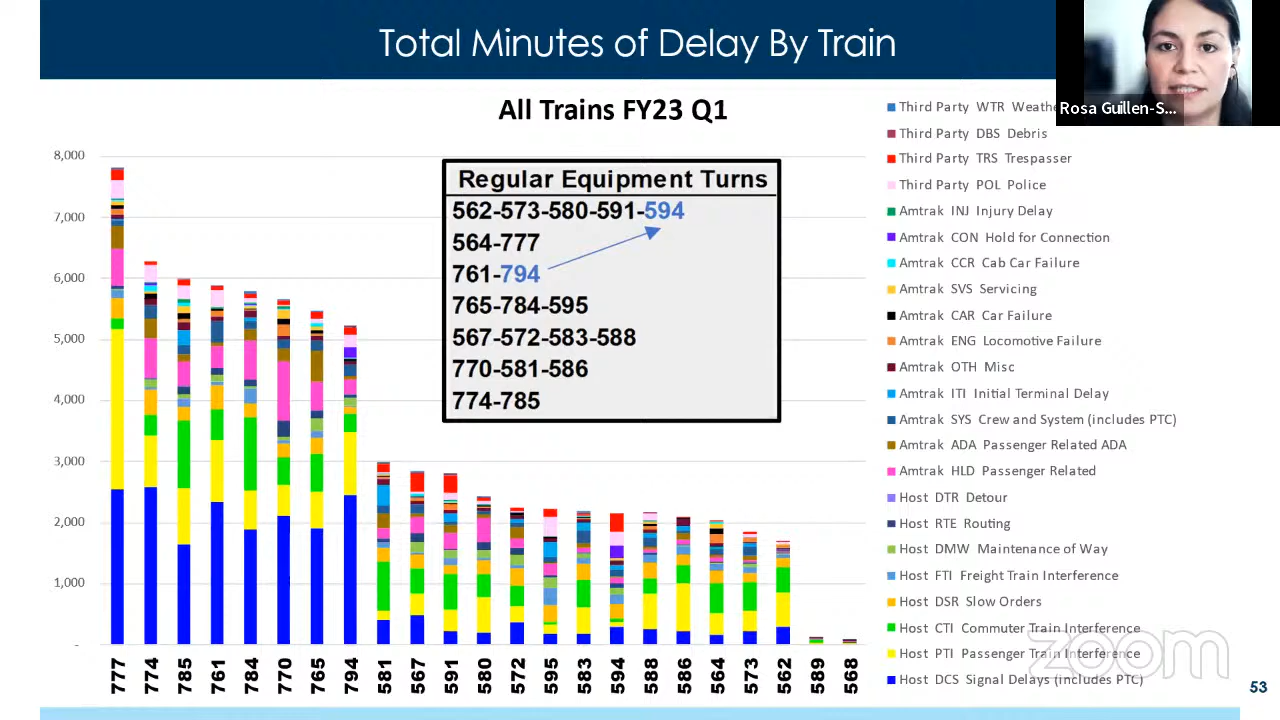 Total Minutes of Delay By Train
Rosa Guillen-S...
All Trains FY23 Q1
8,000
7,000
6,000
5,000
4,000
3,000
2,000
1,000
-
Regular Equipment Turns
562-573-580-591-594
564-777
761-794
765-784-595
567-572-583-588
770-581-586
774-785
777 774 785 761 784 770 765 794 581 567 591 580 572 595 583 594 588 586 564 573 562 589 568
Third Party WTR Weathe
Third Party DBS Debris
Third Party TRS Trespasser
Third Party POL Police
Amtrak INJ Injury Delay
Amtrak CON Hold for Connection
Amtrak CCR Cab Car Failure
Amtrak SVS Servicing
Amtrak CAR Car Failure
Amtrak ENG Locomotive Failure
Amtrak OTH Misc
Amtrak ITI Initial Terminal Delay
Amtrak SYS Crew and System (includes PTC)
Amtrak ADA Passenger Related ADA
Amtrak HLD Passenger Related
Host DTR Detour
Host RTE Routing
Host DMW Maintenance of Way
Host FTI Freight Train Interference
Host DSR Slow Orders
Host CTI Commuter Train Interference
Host PTI Passenger Train Interference
Host DCS Signal Delays (includes PTC)
zoom
53